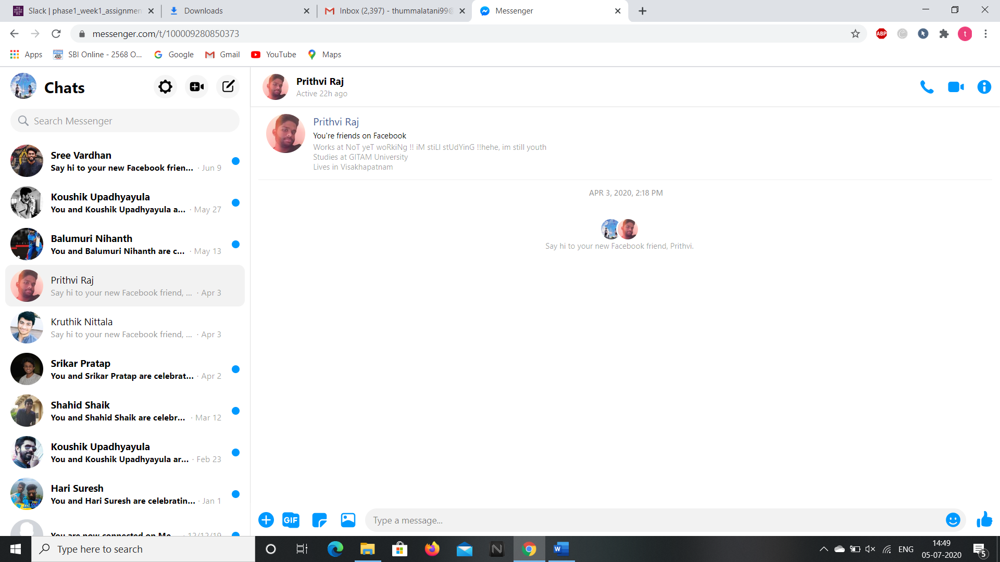 Slack | phase1_week1_assignmen
Downloads
Inbox (2,397) - thummalatani99@
Messenger
messenger.com/t/100009280850373
ABP
t
Apps
SBI Online - 2568 O...
Google
Gmail
YouTube
Maps
Chats
Search Messenger
Sree Vardhan
Say hi to your new Facebook frien... · Jun 9
Koushik Upadhyayula
You and Koushik Upadhyayula a... · May 27
Balumuri Nihanth
You and Balumuri Nihanth are c... · May 13
Prithvi Raj
Say hi to your new Facebook friend, ... · Apr 3
Kruthik Nittala
Say hi to your new Facebook friend, ... · Apr 3
Srikar Pratap
You and Srikar Pratap are celebrat... · Apr 2
Shahid Shaik
You and Shahid Shaik are celebr... · Mar 12
Koushik Upadhyayula
You and Koushik Upadhyayula ar... · Feb 23
Hari Suresh
You and Hari Suresh are celebratin... · Jan 1
You are now connected on Me... · 12/12/19
Prithvi Raj
Active 22h ago
Prithvi Raj
You're friends on Facebook
Works at NoT yeT woRkiNg !! iM stiLl stUdYinG !!hehe, im still youth
Studies at GITAM University
Lives in Visakhapatnam
APR 3, 2020, 2:18 PM
Say hi to your new Facebook friend, Prithvi.
GIF
Type a message...
Type here to search
N
W
ENG
14:49
05-07-2020
5